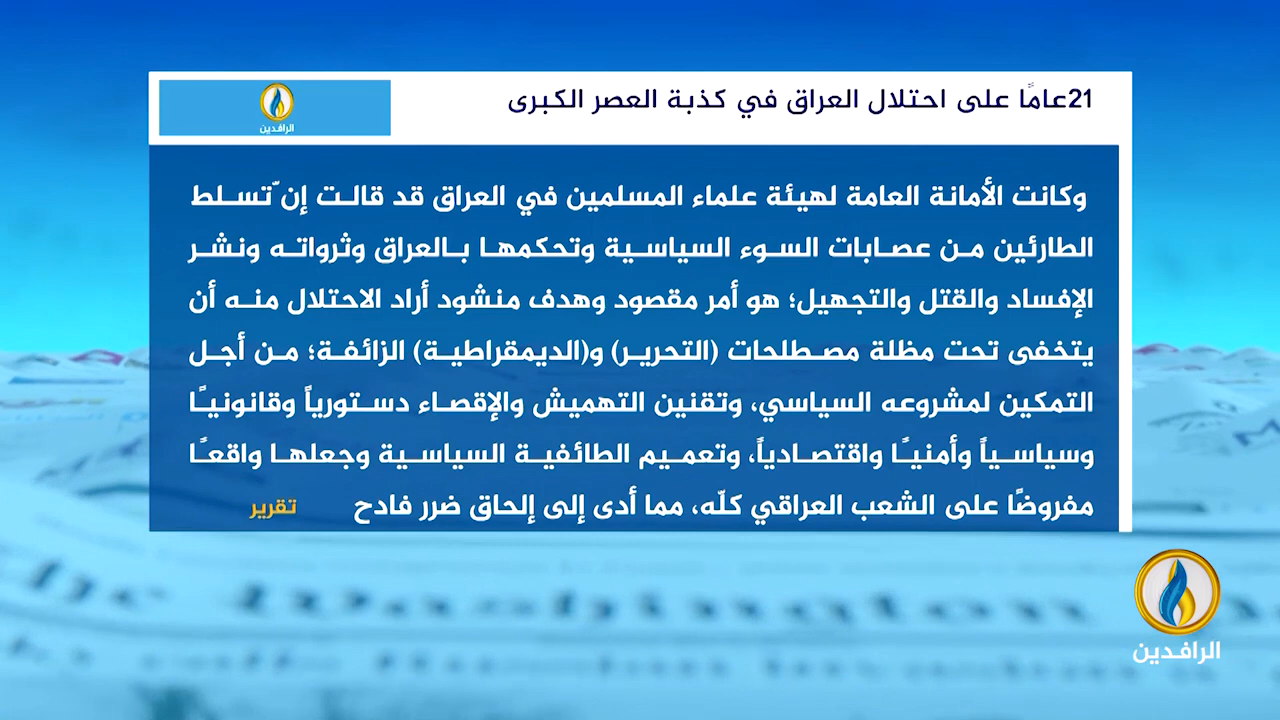 21عامًا على احتلال العراق في كذبة العصر الكبرى
الرافدين
وكانت الأمانة العامة لهيئة علماء المسلمين في العراق قد قالت إن ّتسلط
الطارئين من عصابات السوء السياسية وتحكمها بالعراق وثرواته ونشر
الإفساد والقتل والتجهيل؛ هو أمر مقصود وهدف منشود أراد الاحتلال منه أن
يتخفى تحت مظلة مصطلحات (التحرير) و(الديمقراطية) الزائفة؛ من أجل
التمكين لمشروعه السياسي، وتقنين التهميش والإقصاء دستورياً وقانونيًا
وسياسياً وأمنيًا واقتصادياً، وتعميم الطائفية السياسية وجعلها واقعًا
مفروضًا على الشعب العراقي كلّه، مما أدى إلى إلحاق ضرر فادح
تقرير
الرافدين